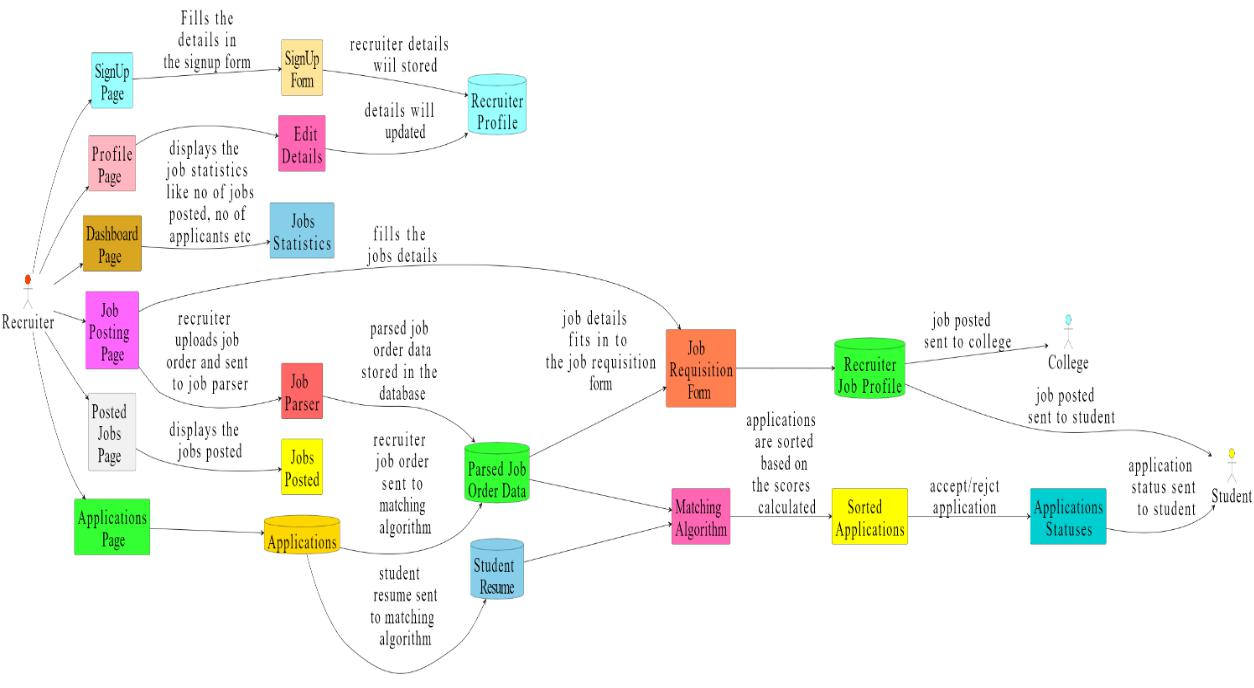 Fills the
details in
the signup form
SignUp
Page
SignUp
Form
recruiter details
wiil stored
Recruiter
Profile
Profile
Page
Edit
Details
details will
updated
displays the
job statistics
like no of jobs
posted, no of
applicants etc
Dashboard
Page
Jobs
Statistics
Recruiter
Job
Posting
Page
fills the
jobs details
recruiter
uploads job
order and sent
to job parser
Job
Parser
parsed job
order data
stored in the
database
job details
fits in to
the job requisition
form
Job
Requisition
Form
Recruiter
Job Profile
job posted
sent to college
College
job posted
sent to student
Posted
Jobs
Page
displays the
jobs posted
Jobs
Posted
recruiter
job order
sent to
matching
algorithm
Parsed Job
Order Data
applications
are sorted
based on
the scores
calculated
Applications
Page
Applications
student
resume sent
to matching
algorithm
Student
Resume
Matching
Algorithm
Sorted
Applications
accept/rejct
application
Applications
Statuses
application
status sent
to student
Student